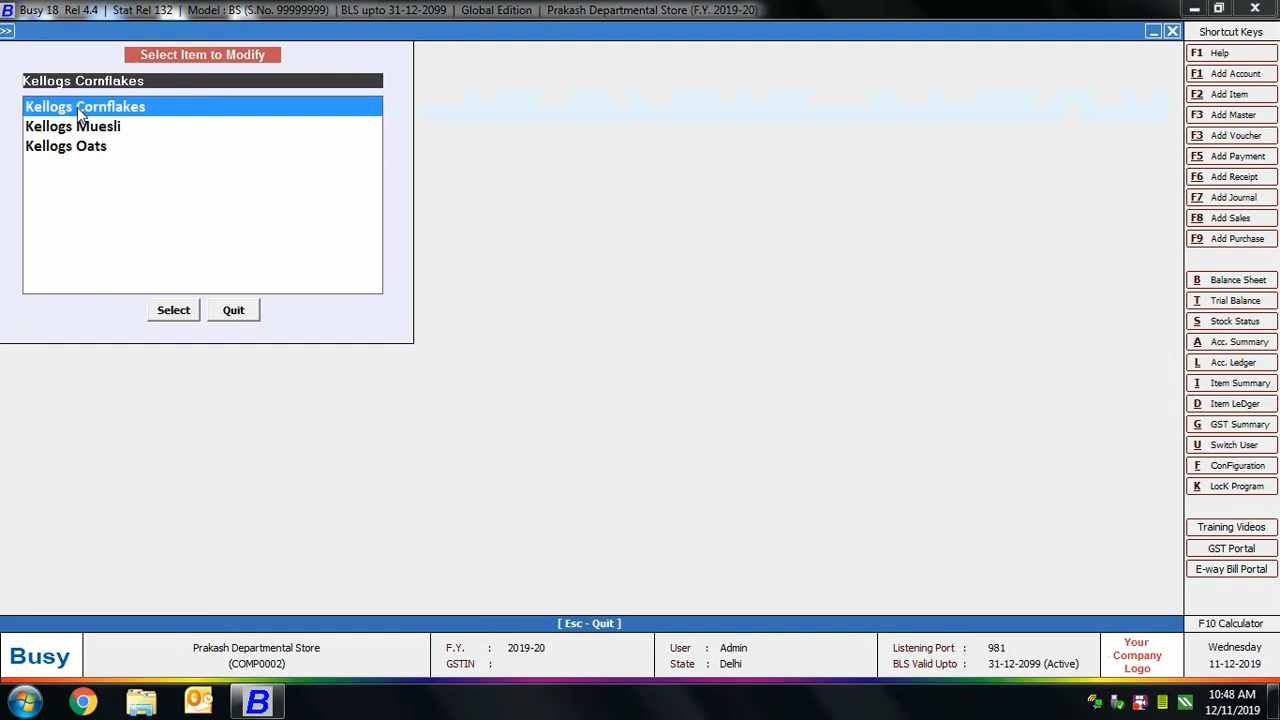 Busy 18 Rel 4.4 | Stat Rel 132 | Model : BS (S.No. 99999999) | BLS upto 31-12-2099 | Global Edition | Prakash Departmental Store (F.Y. 2019-20)
>>
Select Item to Modify
Kellogs Cornflakes
Kellogs Cornflakes
Kellogs Muesli
Kellogs Oats
Select
Quit
Shortcut Keys
F1 Help
F1 Add Account
F2 Add Item
F3 Add Master
F3 Add Voucher
F5 Add Payment
F6 Add Receipt
F7 Add Journal
F8 Add Sales
F9 Add Purchase
B Balance Sheet
T Trial Balance
S Stock Status
A Acc. Summary
L Acc. Ledger
I Item Summary
D Item LeDger
G GST Summary
U Switch User
F ConFiguration
K LocK Program
Training Videos
GST Portal
E-way Bill Portal
[ Esc - Quit ]
F10 Calculator
Busy
Prakash Departmental Store
(COMP0002)
F.Y. : 2019-20
GSTIN :
User : Admin
State : Delhi
Listening Port : 981
BLS Valid Upto : 31-12-2099 (Active)
Your
Company
Logo
Wednesday
11-12-2019
B
10:48 AM
12/11/2019